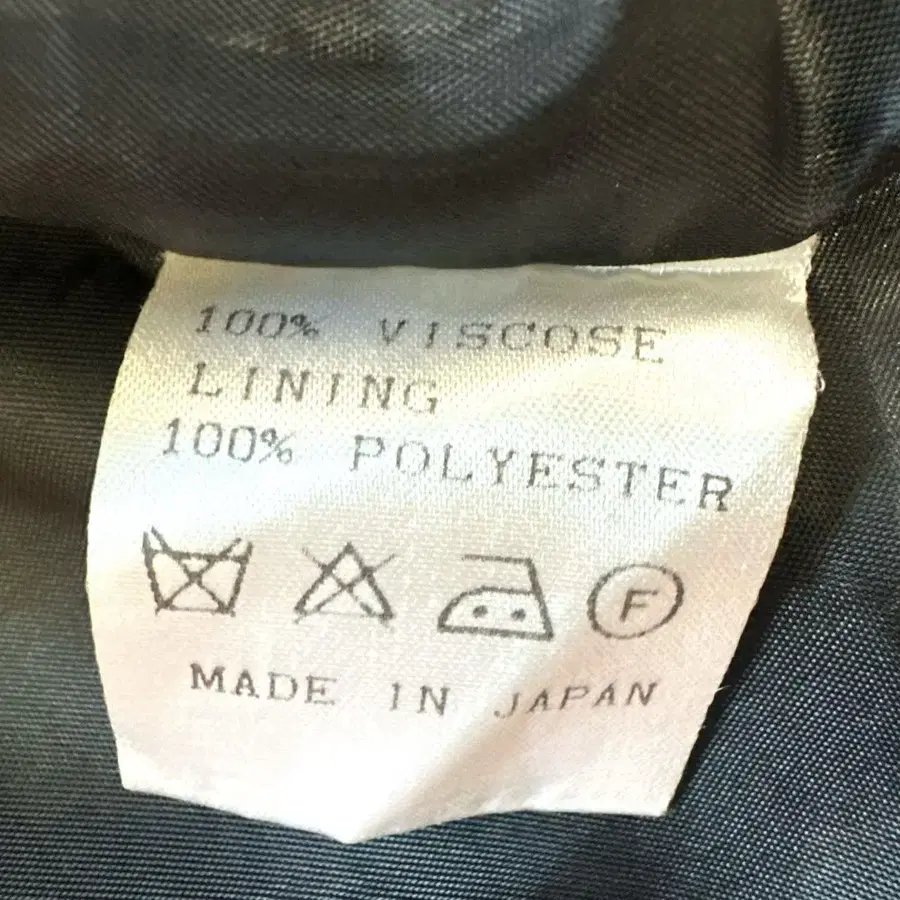 100% VISCOSE
LINING
100% POLYESTER
F
MADE IN JAPAN